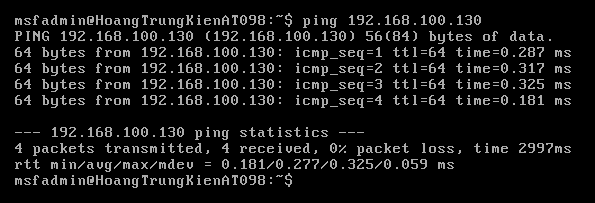 msfadmin@HoangTrungKienAT098:~$ ping 192.168.100.130
PING 192.168.100.130 (192.168.100.130) 56(84) bytes of data.
64 bytes from 192.168.100.130: icmp_seq=1 ttl=64 time=0.287 ms
64 bytes from 192.168.100.130: icmp_seq=2 ttl=64 time=0.317 ms
64 bytes from 192.168.100.130: icmp_seq=3 ttl=64 time=0.325 ms
64 bytes from 192.168.100.130: icmp_seq=4 ttl=64 time=0.181 ms
--- 192.168.100.130 ping statistics ---
4 packets transmitted, 4 received, 0% packet loss, time 2997ms
rtt min/avg/max/mdev = 0.181/0.277/0.325/0.059 ms
msfadmin@HoangTrungKienAT098:~$